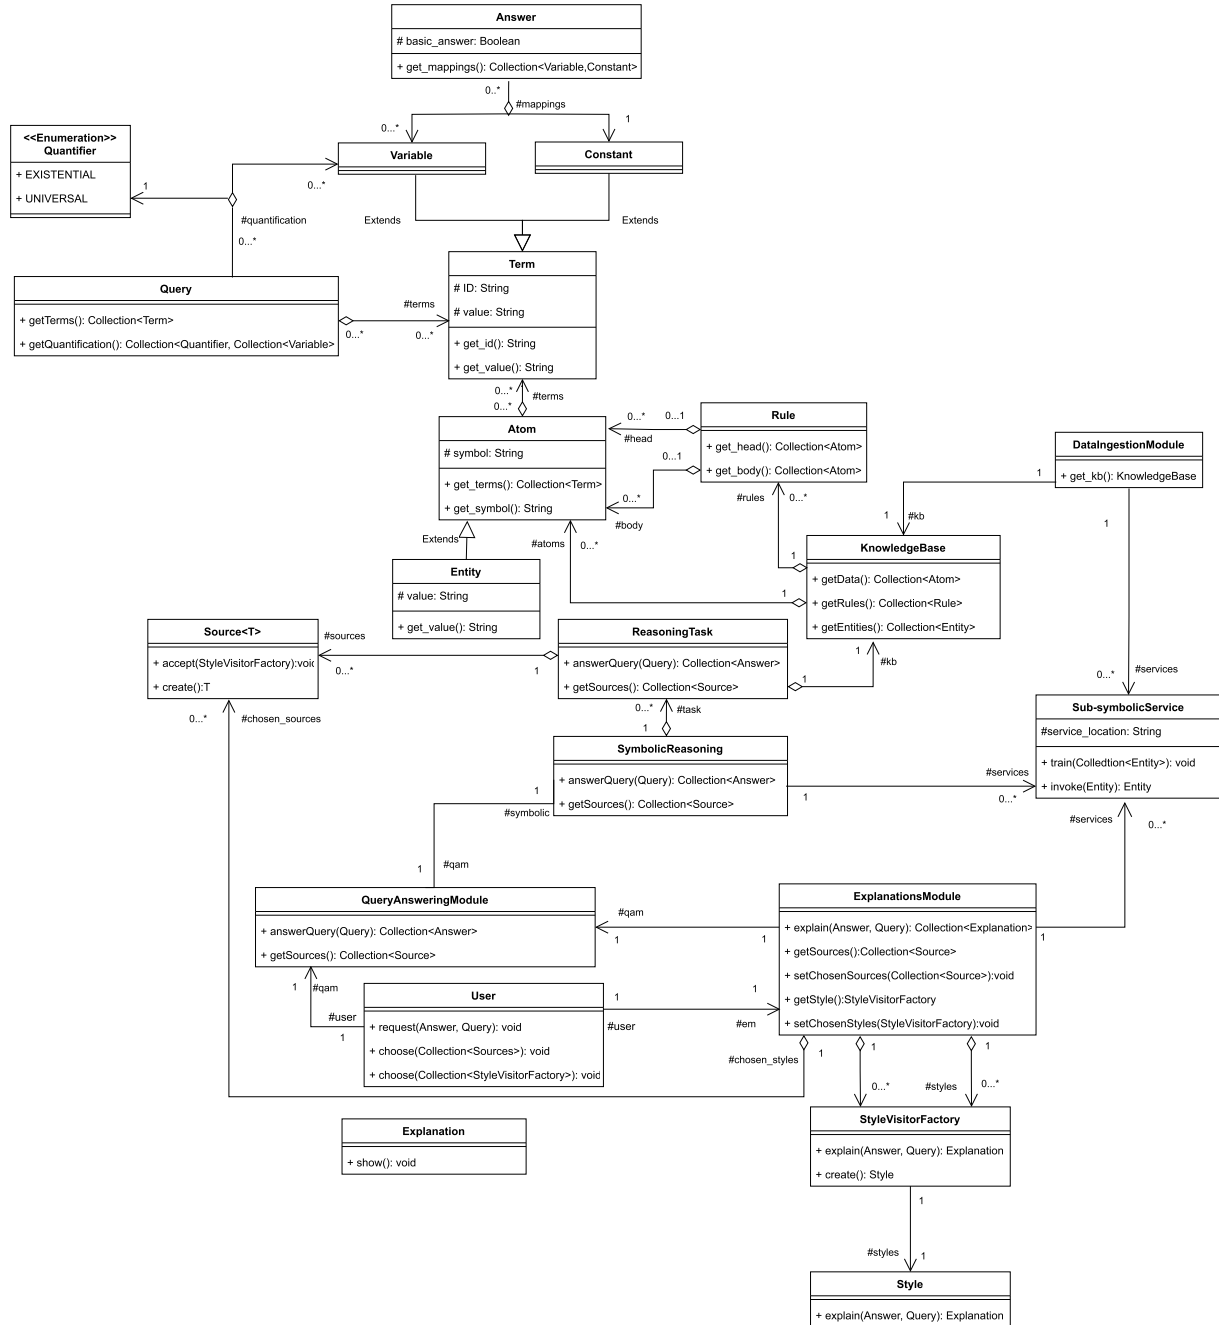 Answer
# basic_answer: Boolean
+ get_mappings(): Collection<Variable,Constant>
0..*
#mappings
0...*
1
<<Enumeration>>
Quantifier
+ EXISTENTIAL
+ UNIVERSAL
1
0...*
Variable
Constant
#quantification
0...*
Extends
Extends
Query
+ getTerms(): Collection<Term>
+ getQuantification(): Collection<Quantifier, Collection<Variable>
#terms
0...*
0...*
Term
# ID: String
# value: String
+ get_id(): String
+ get_value(): String
0...*
#terms
0...*
Atom
# symbol: String
+ get_terms(): Collection<Term>
+ get_symbol(): String
0...*
0...1
#head
0...1
0...*
#body
Rule
+ get_head(): Collection<Atom>
+ get_body(): Collection<Atom>
#rules
0...*
DataIngestionModule
+ get_kb(): KnowledgeBase
1
1
#kb
1
Extends
#atoms
0...*
1
1
KnowledgeBase
+ getData(): Collection<Atom>
+ getRules(): Collection<Rule>
+ getEntities(): Collection<Entity>
Entity
# value: String
+ get_value(): String
Source<T>
+ accept(StyleVisitorFactory):void
+ create():T
#sources
0...*
1
ReasoningTask
+ answerQuery(Query): Collection<Answer>
+ getSources(): Collection<Source>
1
#kb
1
#services
0...*
0...*
#chosen_sources
0...*
#task
1
SymbolicReasoning
+ answerQuery(Query): Collection<Answer>
+ getSources(): Collection<Source>
Sub-symbolicService
#service_location: String
+ train(Colledtion<Entity>): void
+ invoke(Entity): Entity
#services
1
0...*
1
#symbolic
#services
0...*
1
#qam
QueryAnsweringModule
+ answerQuery(Query): Collection<Answer>
+ getSources(): Collection<Source>
#qam
1
1
ExplanationsModule
+ explain(Answer, Query): Collection<Explanation>
+ getSources():Collection<Source>
+ setChosenSources(Collection<Source>):void
+ getStyle():StyleVisitorFactory
+ setChosenStyles(StyleVisitorFactory):void
1
1
#qam
#user
1
User
+ request(Answer, Query): void
+ choose(Collection<Sources>): void
+ choose(Collection<StyleVisitorFactory>): void
1
#user
1
#em
#chosen_styles
1
1
1
0...*
#styles
0...*
Explanation
+ show(): void
StyleVisitorFactory
+ explain(Answer, Query): Explanation
+ create(): Style
1
#styles
1
Style
+ explain(Answer, Query): Explanation